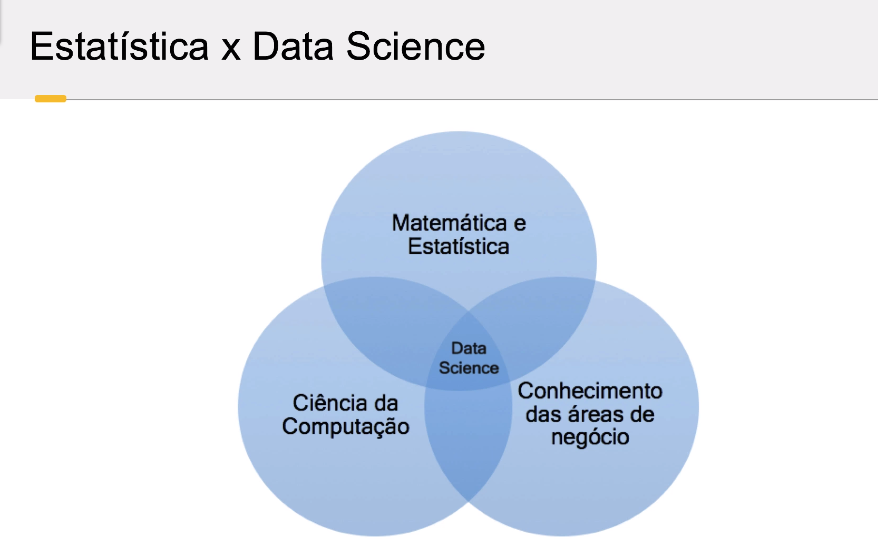 Estatística x Data Science
Matemática e
Estatística
Data
Science
Ciência da
Computação
Conhecimento
das áreas de
negócio